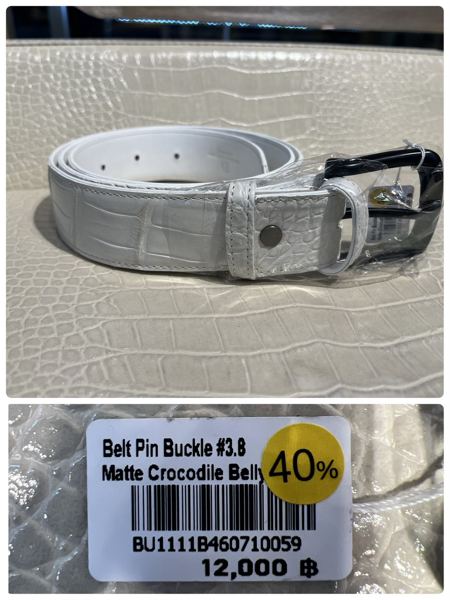 Belt Pin Buckle #3.8
Matte Crocodile Belly
40%
BU1111B460710059
12,000 ฿